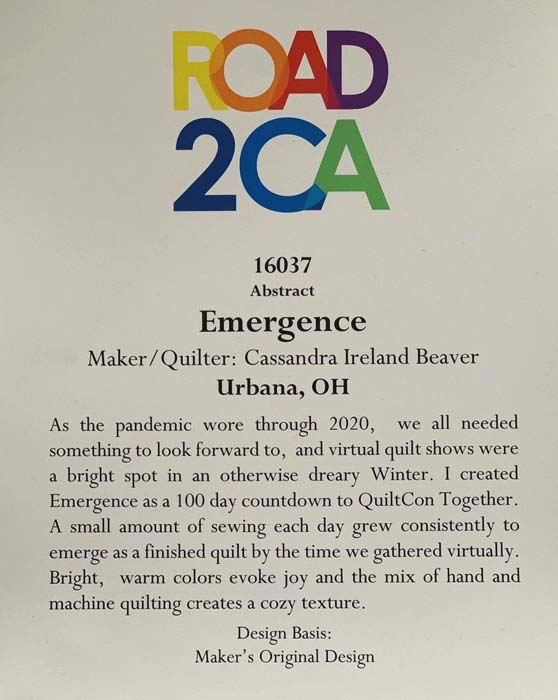 ROAD
2CA
16037
Abstract
Emergence
Maker/Quilter: Cassandra Ireland Beaver
Urbana, OH
As the pandemic wore through 2020, we all needed
something to look forward to, and virtual quilt shows were
a bright spot in an otherwise dreary Winter. I created
Emergence as a 100 day countdown to QuiltCon Together.
A small amount of sewing each day grew consistently to
emerge as a finished quilt by the time we gathered virtually.
Bright, warm colors evoke joy and the mix of hand and
machine quilting creates a cozy texture.
Design Basis:
Maker's Original Design